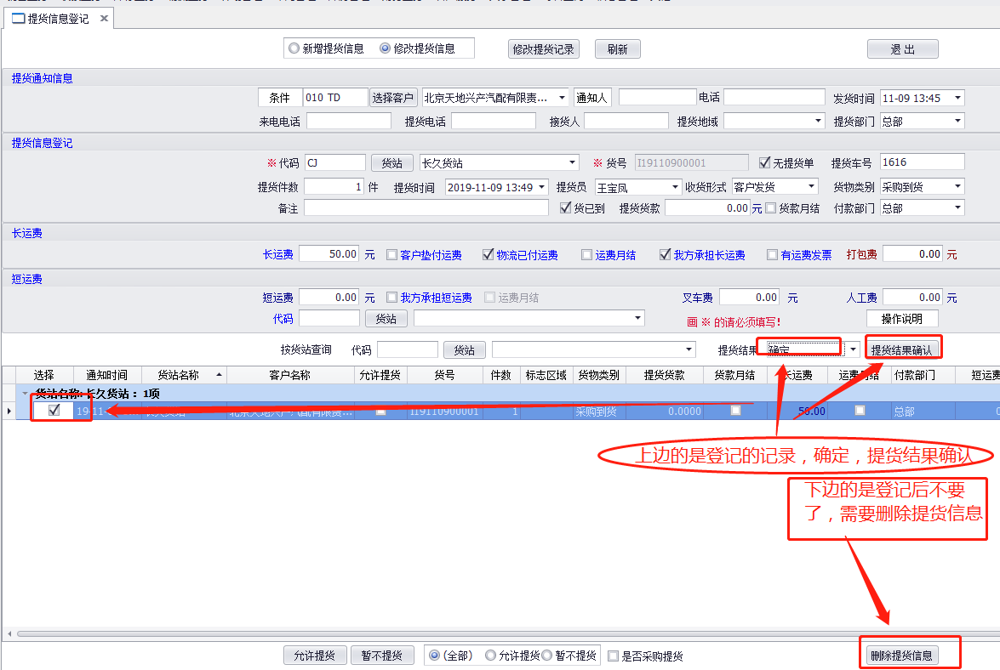 提货信息登记
新增提货信息 修改提货信息 修改提货记录 刷新 退 出
提货通知信息
条件 010 TD 选择客户 北京天地兴产汽配有限责... 通知人 电话 发货时间 11-09 13:45
来电电话 提货电话 接货人 提货地域 提货部门 总部
提货信息登记
※ 代码 CJ 货站 长久货站 ※ 货号 I19110900001 无提货单 提货车号 1616
提货件数 1 件 提货时间 2019-11-09 13:49 提货员 王宝凤 收货形式 客户发货 货物类别 采购到货
备注 货已到 提货货款 0.00 元 货款月结 付款部门 总部
长运费
长运费 50.00 元 客户垫付运费 物流已付运费 运费月结 我方承担长运费 有运费发票 打包费 0.00 元
短运费
短运费 0.00 元 我方承担短运费 运费月结 叉车费 0.00 元 人工费 0.00 元
代码 货站 画 ※ 的请必须填写! 操作说明
按货站查询 代码 货站 提货结果 确定 提货结果确认
选择 通知时间 货站名称 客户名称 允许提货 货号 件数 标志区域 货物类别 提货货款 货款月结 长运费 运费月结 付款部门 短运费
货站名称: 长久货站 : 1项
19-11- 长久货站 北京天地兴产汽配有限责... I19110900001 1 采购到货 0.0000 50.00 总部 0
上边的是登记的记录，确定，提货结果确认
下边的是登记后不要
了，需要删除提货信息
允许提货 暂不提货 (全部) 允许提货 暂不提货 是否采购提货 删除提货信息